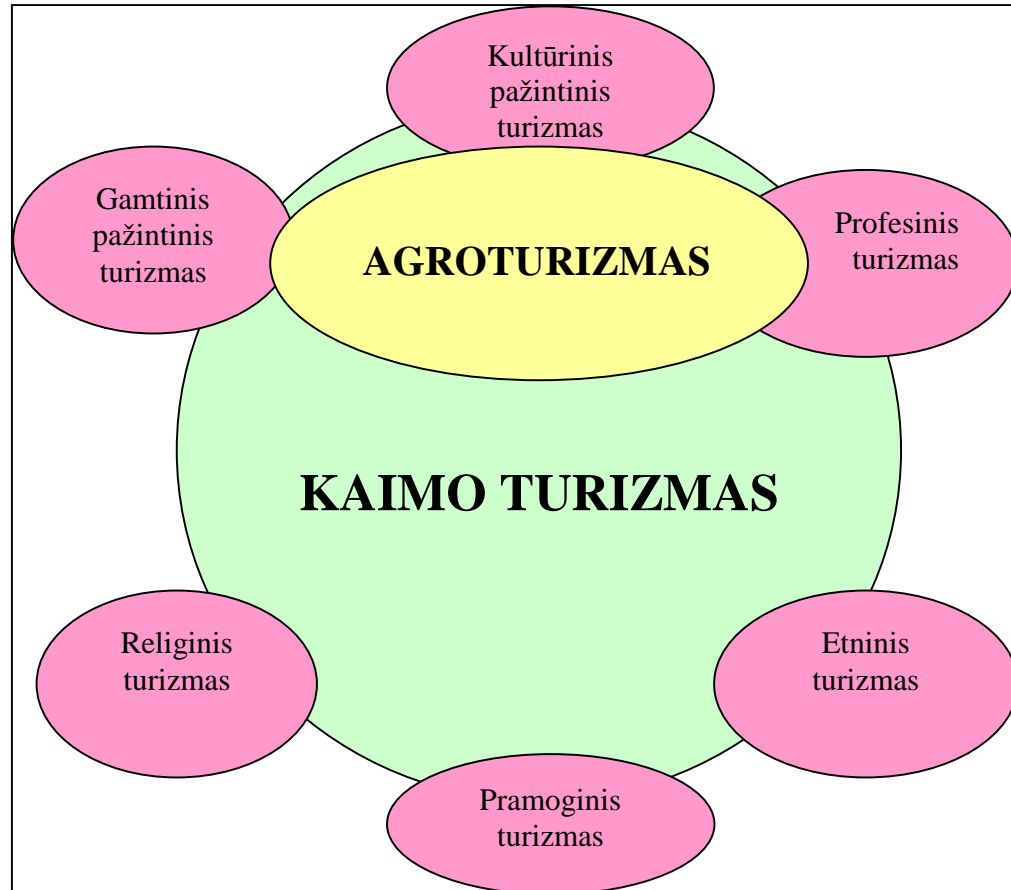 Kultūrinis
pažintinis
turizmas
Gamtinis
pažintinis
turizmas
AGROTURIZMAS
Profesinis
turizmas
KAIMO TURIZMAS
Religinis
turizmas
Etninis
turizmas
Pramoginis
turizmas